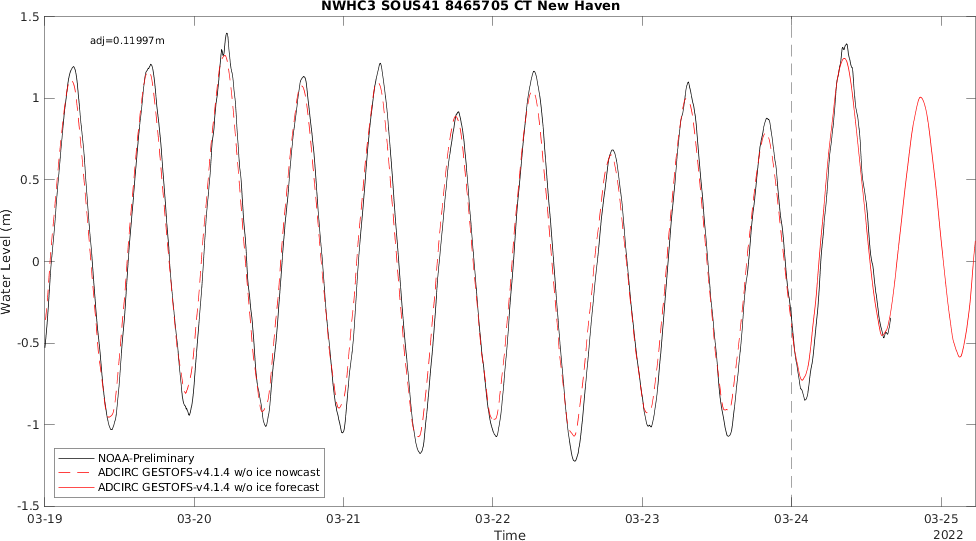 NWHC3 SOUS41 8465705 CT New Haven
adj=0.11997m
1.5
1
0.5
0
-0.5
-1
-1.5
Water Level (m)
NOAA-Preliminary
ADCIRC GESTOFS-v4.1.4 w/o ice nowcast
ADCIRC GESTOFS-v4.1.4 w/o ice forecast
03-19 03-20 03-21 03-22 03-23 03-24 03-25
Time
2022